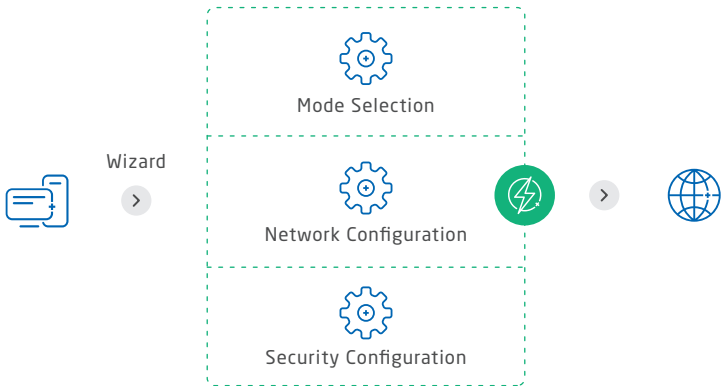 Mode Selection
Wizard
Network Configuration
Security Configuration